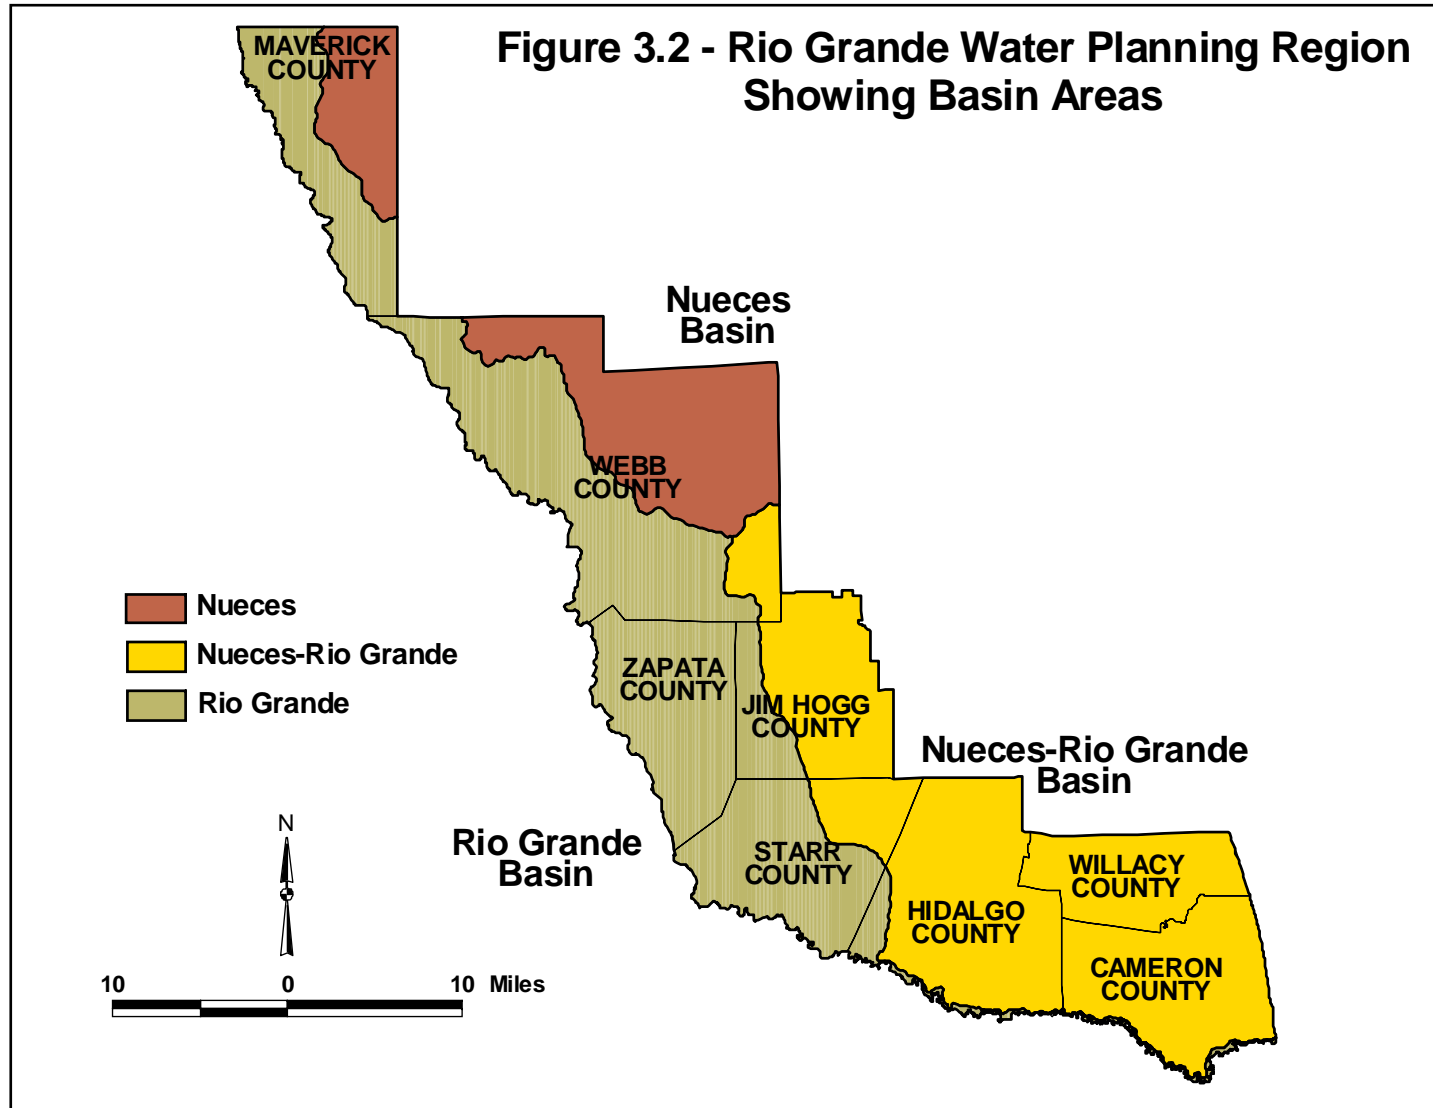 Figure 3.2 - Rio Grande Water Planning Region
Showing Basin Areas
MAVERICK
COUNTY
Nueces
Basin
WEBB
COUNTY
Nueces
Nueces-Rio Grande
Rio Grande
ZAPATA
COUNTY
JIM HOGG
COUNTY
Nueces-Rio Grande
Basin
Rio Grande
Basin
STARR
COUNTY
WILLACY
COUNTY
HIDALGO
COUNTY
CAMERON
COUNTY
N
10 0 10 Miles